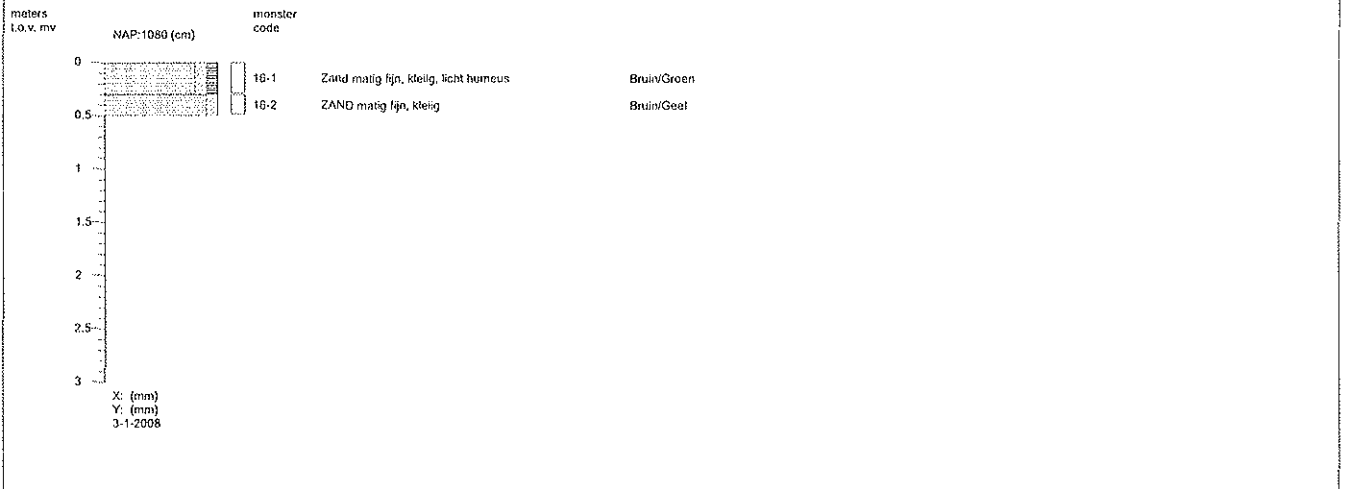 meters
t.o.v. mv
NAP:1080 (cm)
monster
code
0
16-1 Zand matig fijn, kleiig, licht humeus Bruin/Groen
16-2 ZAND matig fijn, kleiig Bruin/Geel
0.5
1
1.5
2
2.5
3
X: (mm)
Y: (mm)
3-1-2008